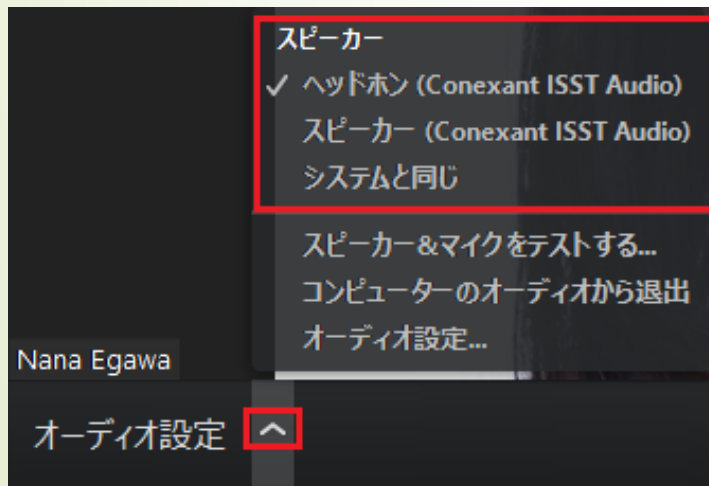 スピーカー
ヘッドホン (Conexant ISST Audio)
スピーカー (Conexant ISST Audio)
システムと同じ
スピーカー&マイクをテストする...
コンピューターのオーディオから退出
オーディオ設定...
Nana Egawa
オーディオ設定